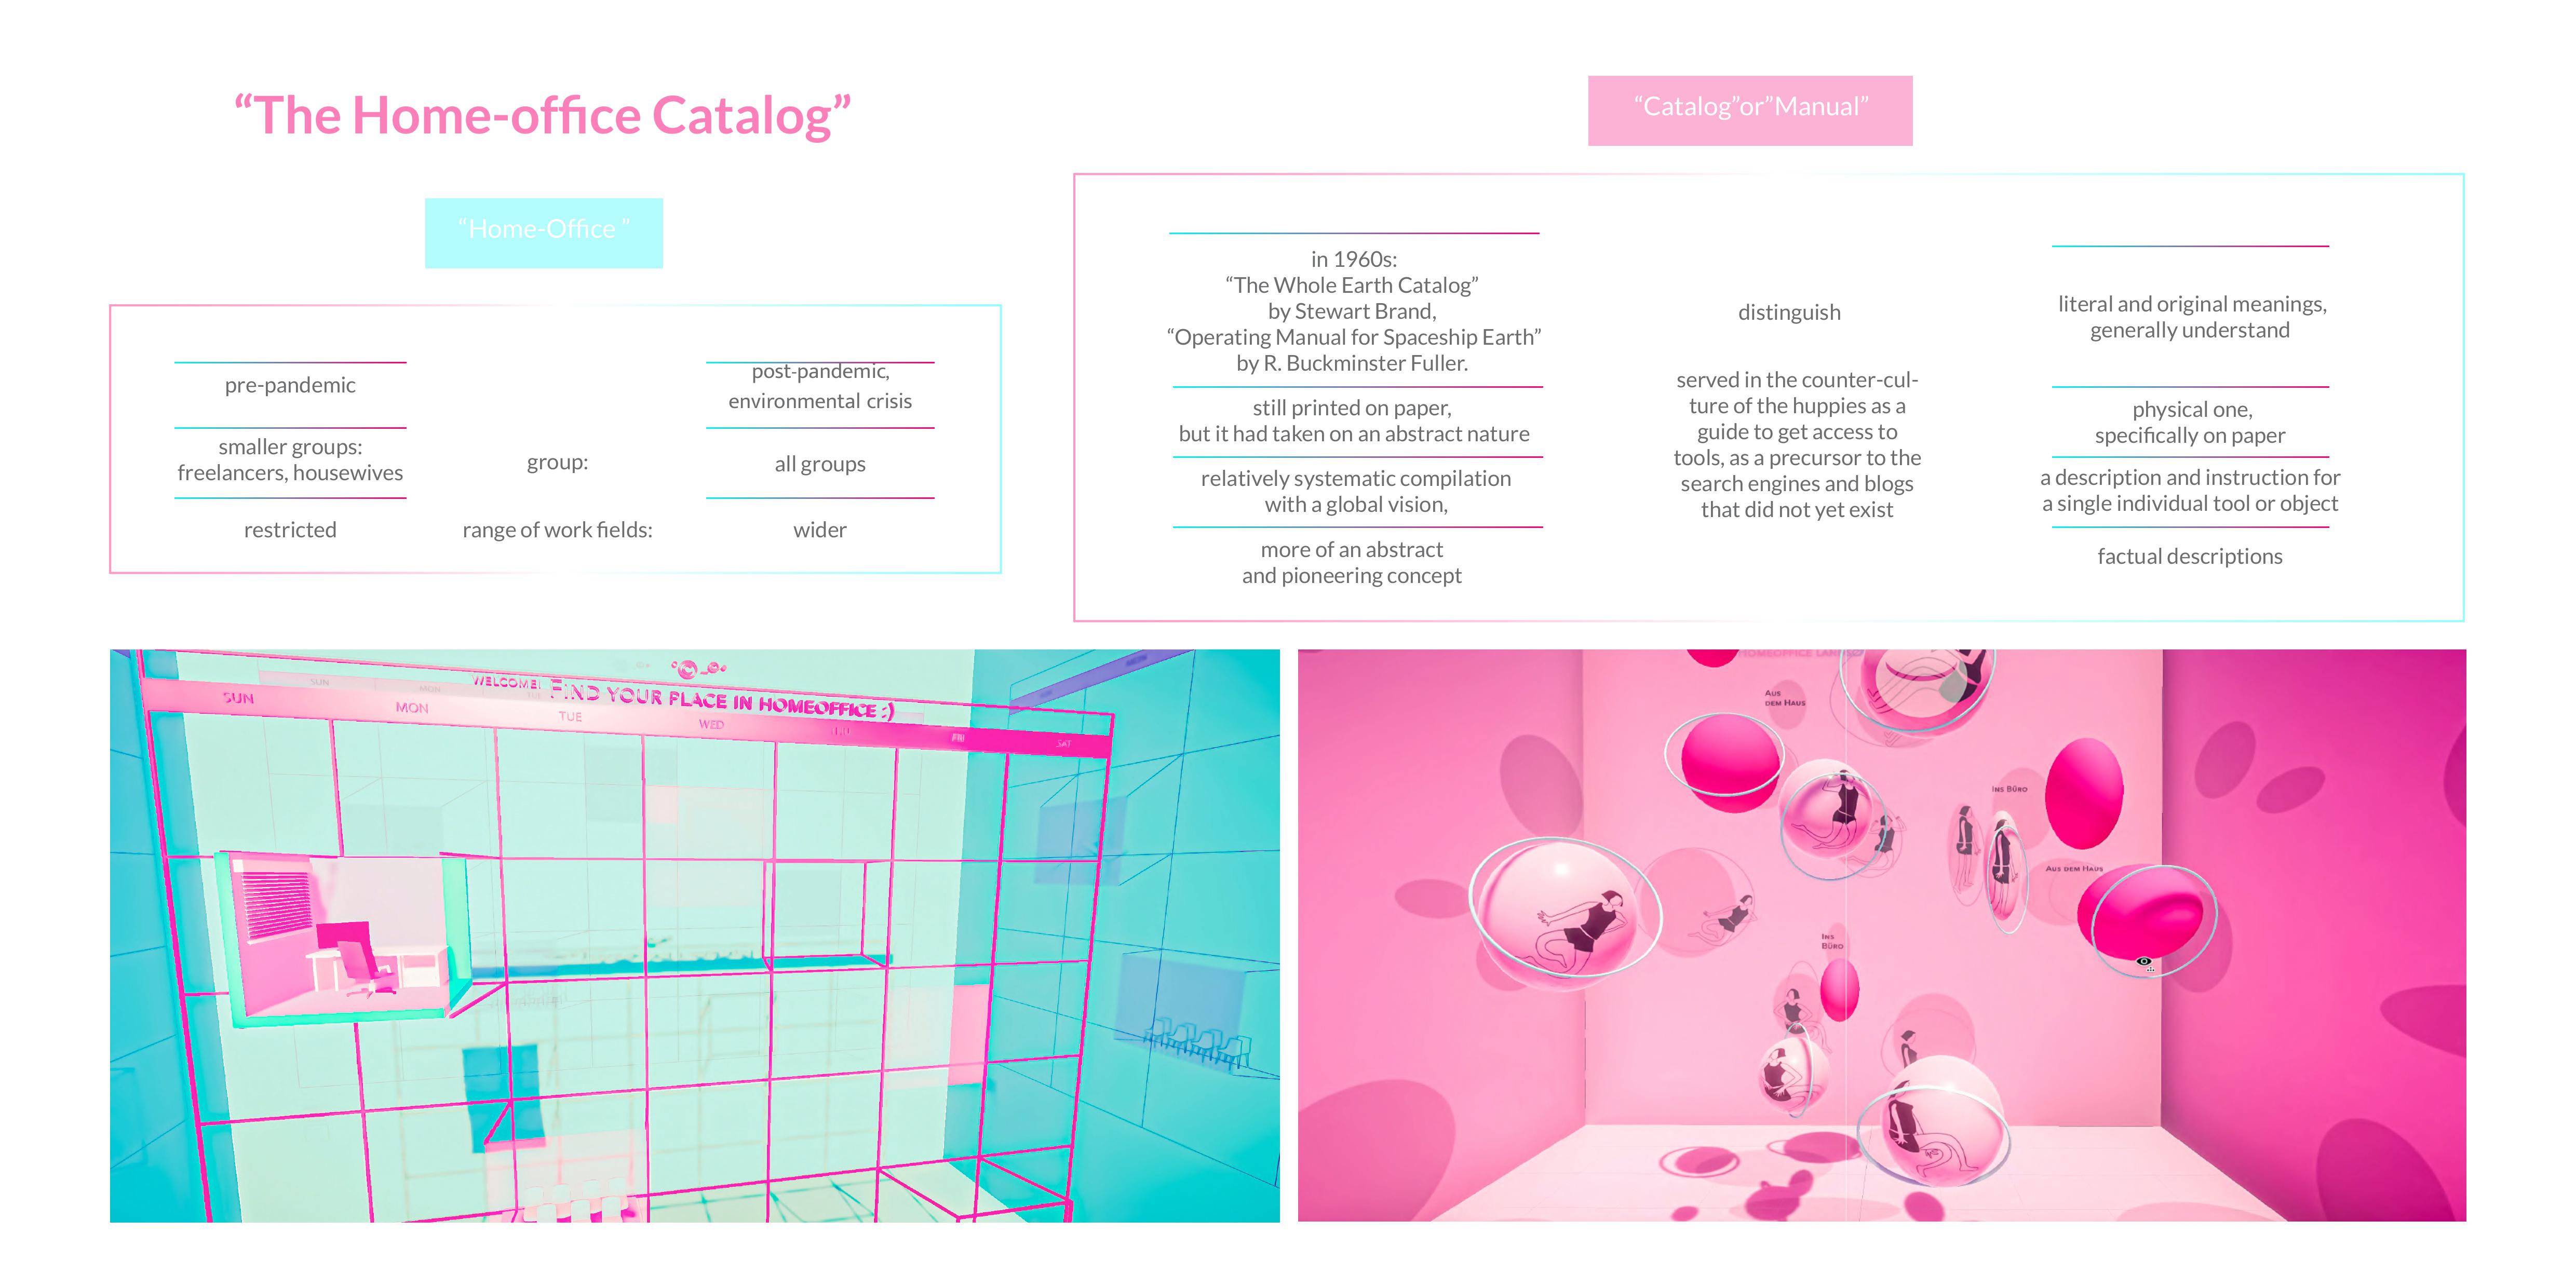 “The Home-office Catalog”
“Home-Office ”
pre-pandemic
post-pandemic,
environmental crisis
smaller groups:
freelancers, housewives
group:
all groups
restricted
range of work fields:
wider
“Catalog”or”Manual”
in 1960s:
“The Whole Earth Catalog”
by Stewart Brand,
“Operating Manual for Spaceship Earth”
by R. Buckminster Fuller.
still printed on paper,
but it had taken on an abstract nature
relatively systematic compilation
with a global vision,
more of an abstract
and pioneering concept
distinguish
served in the counter-cul-
ture of the huppies as a
guide to get access to
tools, as a precursor to the
search engines and blogs
that did not yet exist
literal and original meanings,
generally understand
physical one,
specifically on paper
a description and instruction for
a single individual tool or object
factual descriptions
WELCOME! FIND YOUR PLACE IN HOMEOFFICE :)
SUN
MON
TUE
WED
THU
FRI
SAT
SUN
MON
Aus
dem Haus
Ins Büro
Aus dem Haus
Ins
Büro